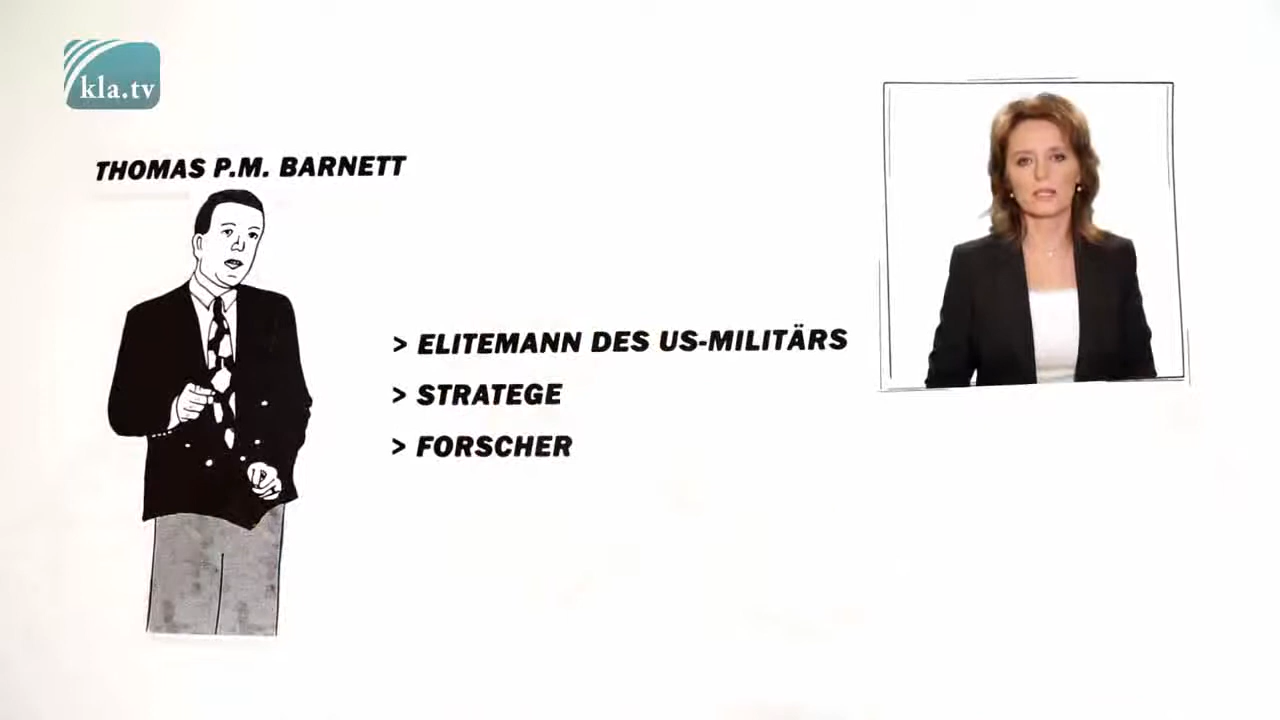 kla.tv
THOMAS P.M. BARNETT
> ELITEMANN DES US-MILITÄRS
> STRATEGE
> FORSCHER